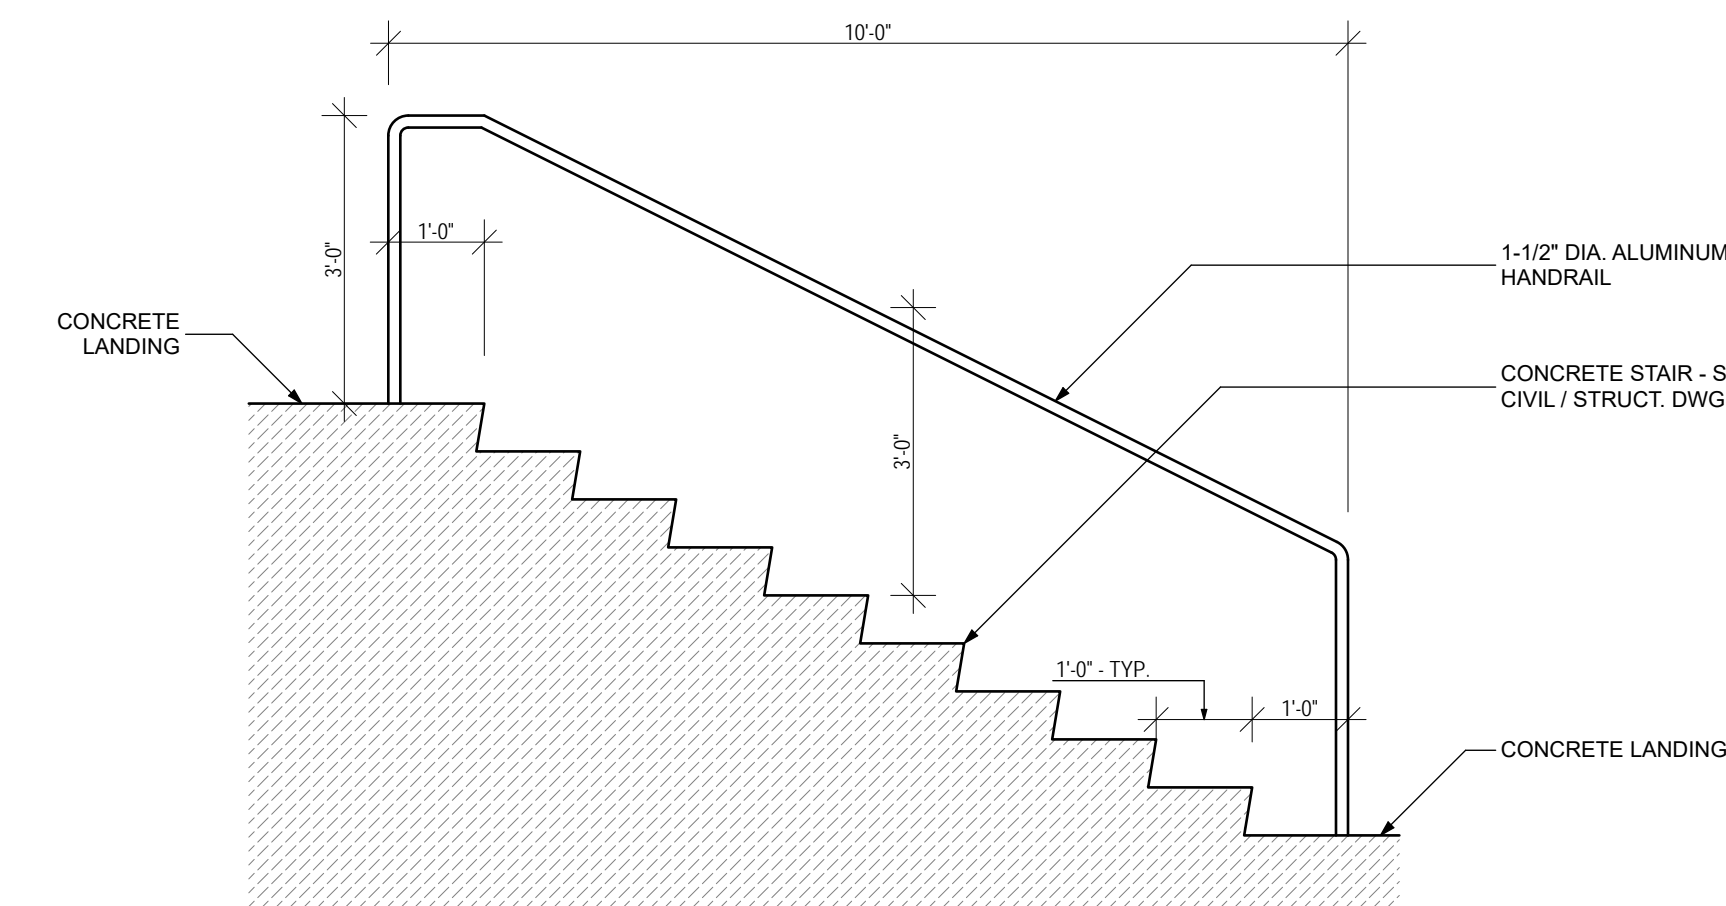 10'-0"
1'-0"
3'-0"
1-1/2" DIA. ALUMINUM
HANDRAIL
CONCRETE
LANDING
CONCRETE STAIR - S
CIVIL / STRUCT. DWG
3'-0"
1'-0" - TYP.
1'-0"
CONCRETE LANDING